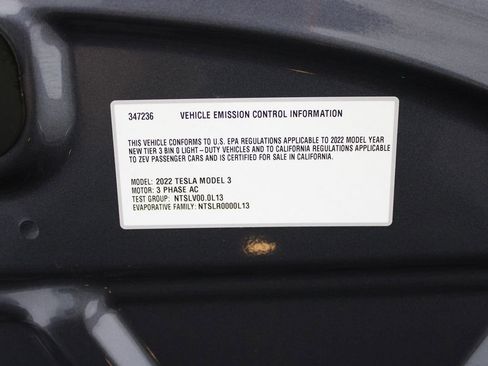 347236 VEHICLE EMISSION CONTROL INFORMATION
THIS VEHICLE CONFORMS TO U.S. EPA REGULATIONS APPLICABLE TO 2022 MODEL YEAR
NEW TIER 3 BIN 0 LIGHT – DUTY VEHICLES AND TO CALIFORNIA REGULATIONS APPLICABLE
TO ZEV PASSENGER CARS AND IS CERTIFIED FOR SALE IN CALIFORNIA.
MODEL: 2022 TESLA MODEL 3
MOTOR: 3 PHASE AC
TEST GROUP: NTSLV00.0L13
EVAPORATIVE FAMILY: NTSLR0000L13